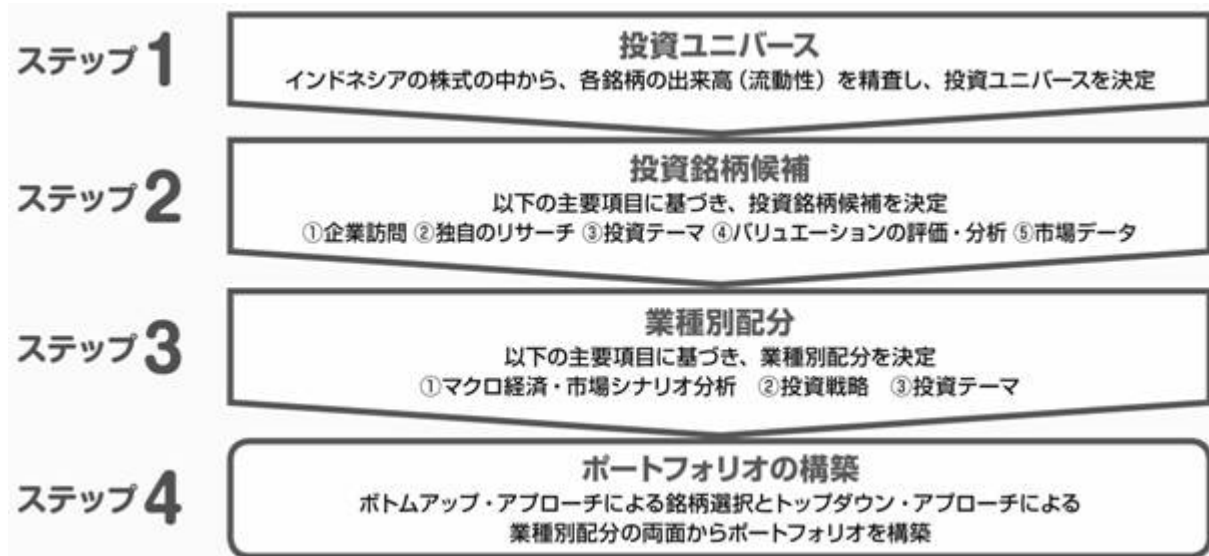 ステップ1
投資ユニバース
インドネシアの株式の中から、各銘柄の出来高（流動性）を精査し、投資ユニバースを決定
ステップ2
投資銘柄候補
以下の主要項目に基づき、投資銘柄候補を決定
①企業訪問 ②独自のリサーチ ③投資テーマ ④バリュエーションの評価・分析 ⑤市場データ
ステップ3
業種別配分
以下の主要項目に基づき、業種別配分を決定
①マクロ経済・市場シナリオ分析　②投資戦略　③投資テーマ
ステップ4
ポートフォリオの構築
ボトムアップ・アプローチによる銘柄選択とトップダウン・アプローチによる
業種別配分の両面からポートフォリオを構築